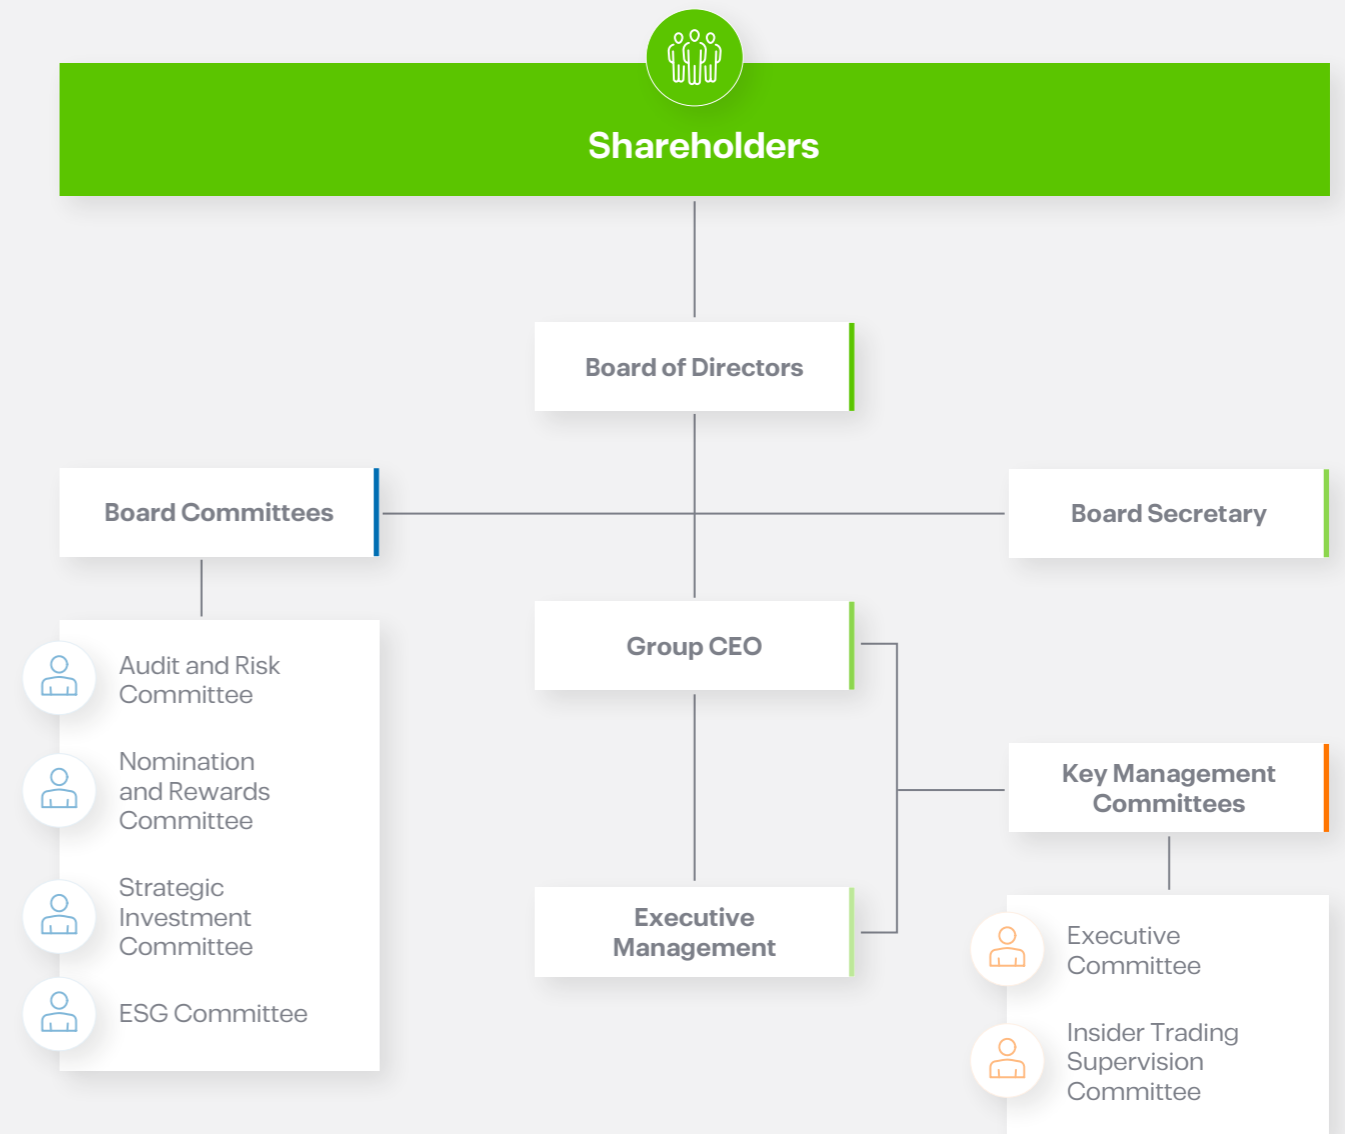 Shareholders
Board of Directors
Board Committees
Board Secretary
Audit and Risk
Committee
Nomination
and Rewards
Committee
Strategic
Investment
Committee
ESG Committee
Group CEO
Executive
Management
Key Management
Committees
Executive
Committee
Insider Trading
Supervision
Committee